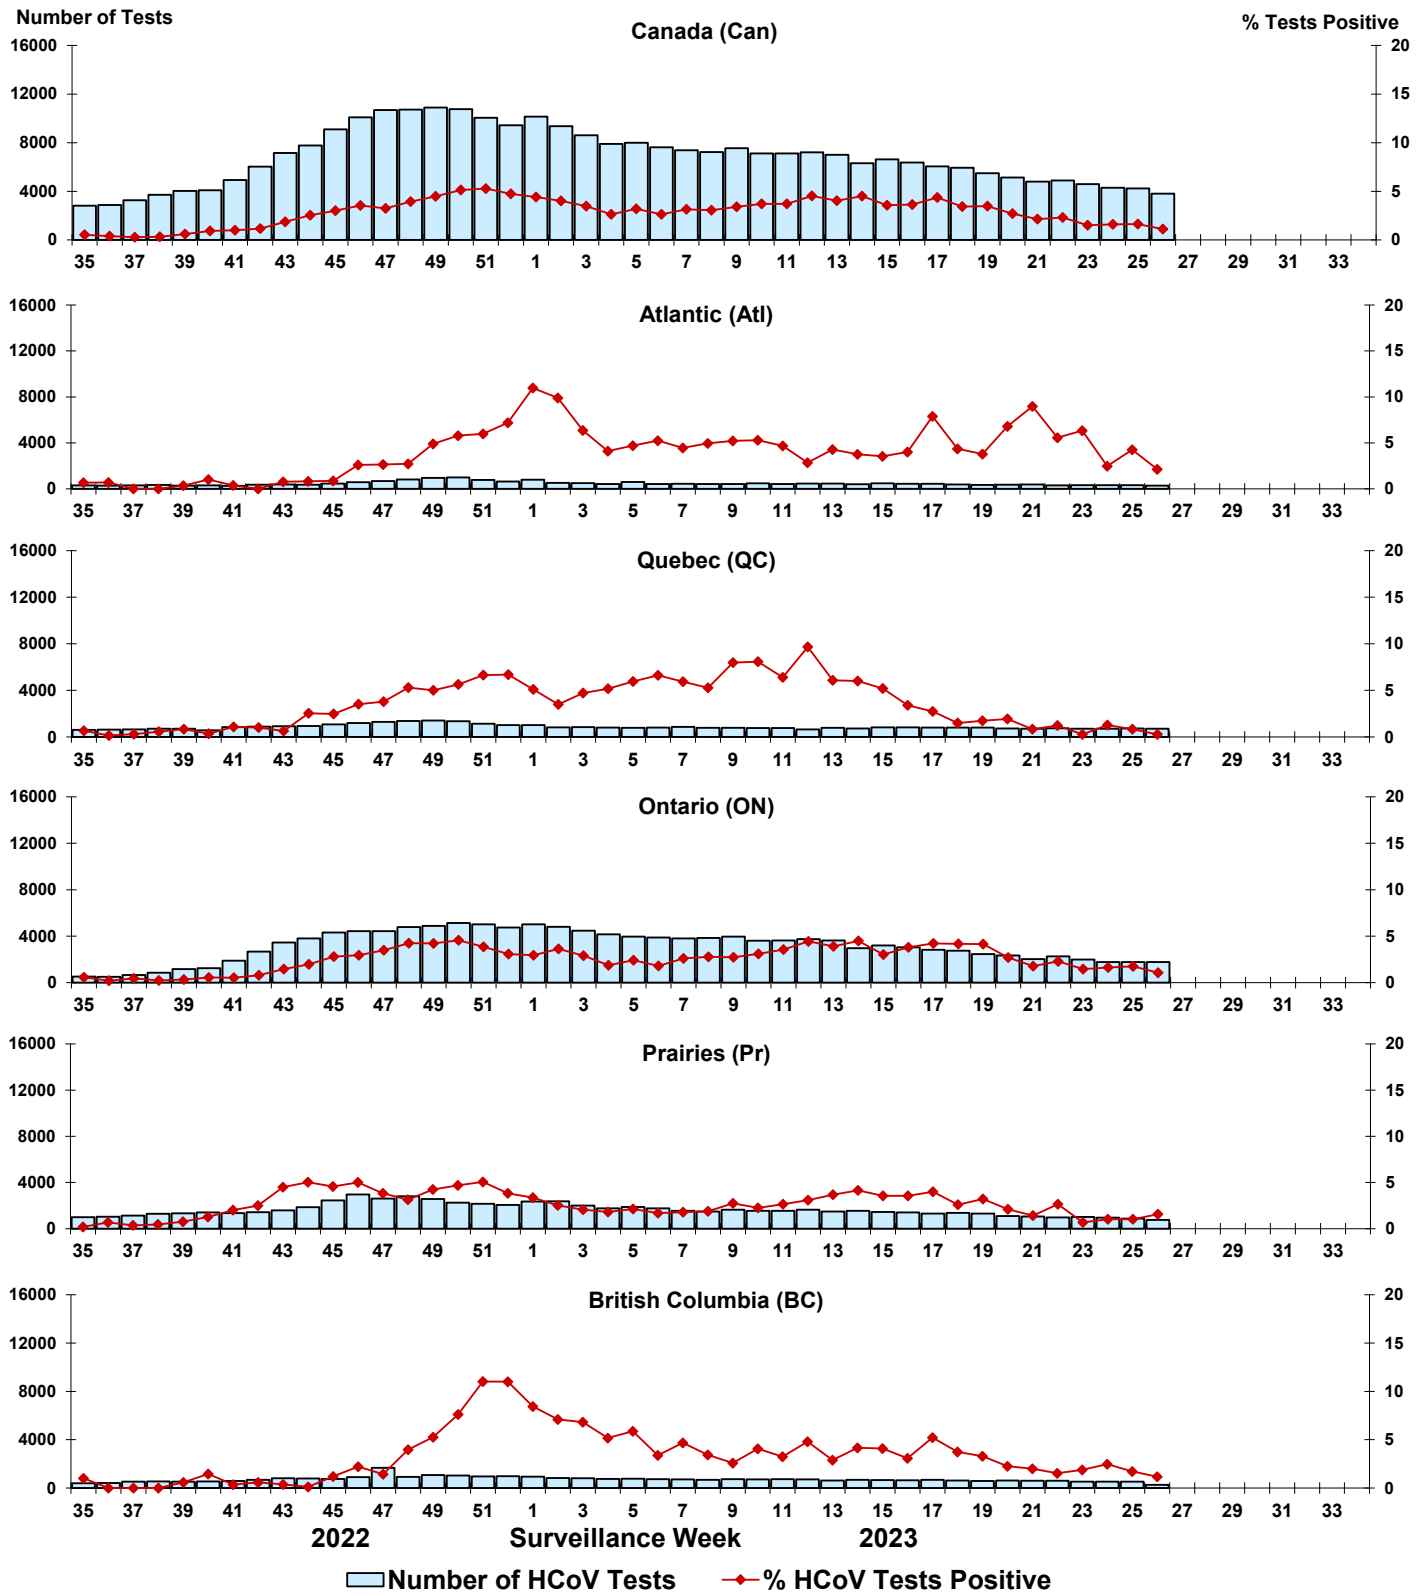 Number of Tests
% Tests Positive
Canada (Can)
16000 20
12000 15
8000 10
4000 5
0 0
35 37 39 41 43 45 47 49 51 1 3 5 7 9 11 13 15 17 19 21 23 25 27 29 31 33
Atlantic (Atl)
16000 20
12000 15
8000 10
4000 5
0 0
35 37 39 41 43 45 47 49 51 1 3 5 7 9 11 13 15 17 19 21 23 25 27 29 31 33
Quebec (QC)
16000 20
12000 15
8000 10
4000 5
0 0
35 37 39 41 43 45 47 49 51 1 3 5 7 9 11 13 15 17 19 21 23 25 27 29 31 33
Ontario (ON)
16000 20
12000 15
8000 10
4000 5
0 0
35 37 39 41 43 45 47 49 51 1 3 5 7 9 11 13 15 17 19 21 23 25 27 29 31 33
Prairies (Pr)
16000 20
12000 15
8000 10
4000 5
0 0
35 37 39 41 43 45 47 49 51 1 3 5 7 9 11 13 15 17 19 21 23 25 27 29 31 33
British Columbia (BC)
16000 20
12000 15
8000 10
4000 5
0 0
35 37 39 41 43 45 47 49 51 1 3 5 7 9 11 13 15 17 19 21 23 25 27 29 31 33
2022 Surveillance Week 2023
Number of HCoV Tests % HCoV Tests Positive